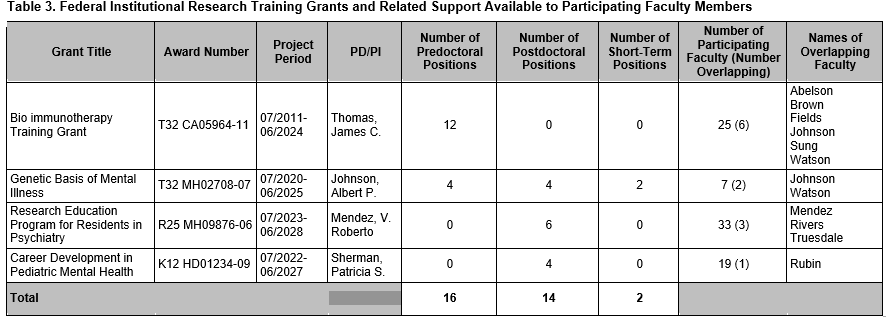 Table 3. Federal Institutional Research Training Grants and Related Support Available to Participating Faculty Members
Grant Title
Award Number
Project
Period
PD/PI
Number of
Predoctoral
Positions
Number of
Postdoctoral
Positions
Number of
Short-Term
Positions
Number of
Participating
Faculty (Number
Overlapping)
Names of
Overlapping
Faculty
Bio immunotherapy
Training Grant
T32 CA05964-11
07/2011-
06/2024
Thomas,
James C.
12
0
0
25 (6)
Abelson
Brown
Fields
Johnson
Sung
Watson
Genetic Basis of Mental
Illness
T32 MH02708-07
07/2020-
06/2025
Johnson,
Albert P.
4
4
2
7 (2)
Johnson
Watson
Research Education
Program for Residents in
Psychiatry
R25 MH09876-06
07/2023-
06/2028
Mendez, V.
Roberto
0
6
0
33 (3)
Mendez
Rivers
Truesdale
Career Development in
Pediatric Mental Health
K12 HD01234-09
07/2022-
06/2027
Sherman,
Patricia S.
0
4
0
19 (1)
Rubin
Total
16
14
2